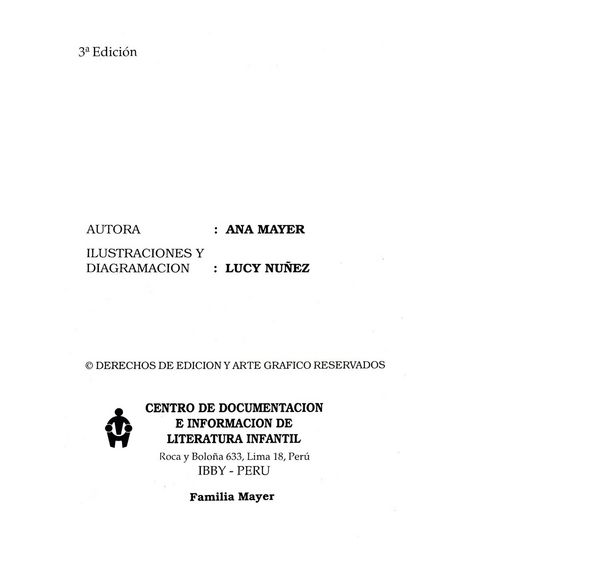 3ª Edición
AUTORA : ANA MAYER
ILUSTRACIONES Y
DIAGRAMACION : LUCY NUÑEZ
© DERECHOS DE EDICION Y ARTE GRAFICO RESERVADOS
CENTRO DE DOCUMENTACION
E INFORMACION DE
LITERATURA INFANTIL
Roca y Boloña 633, Lima 18, Perú
IBBY - PERU
Familia Mayer